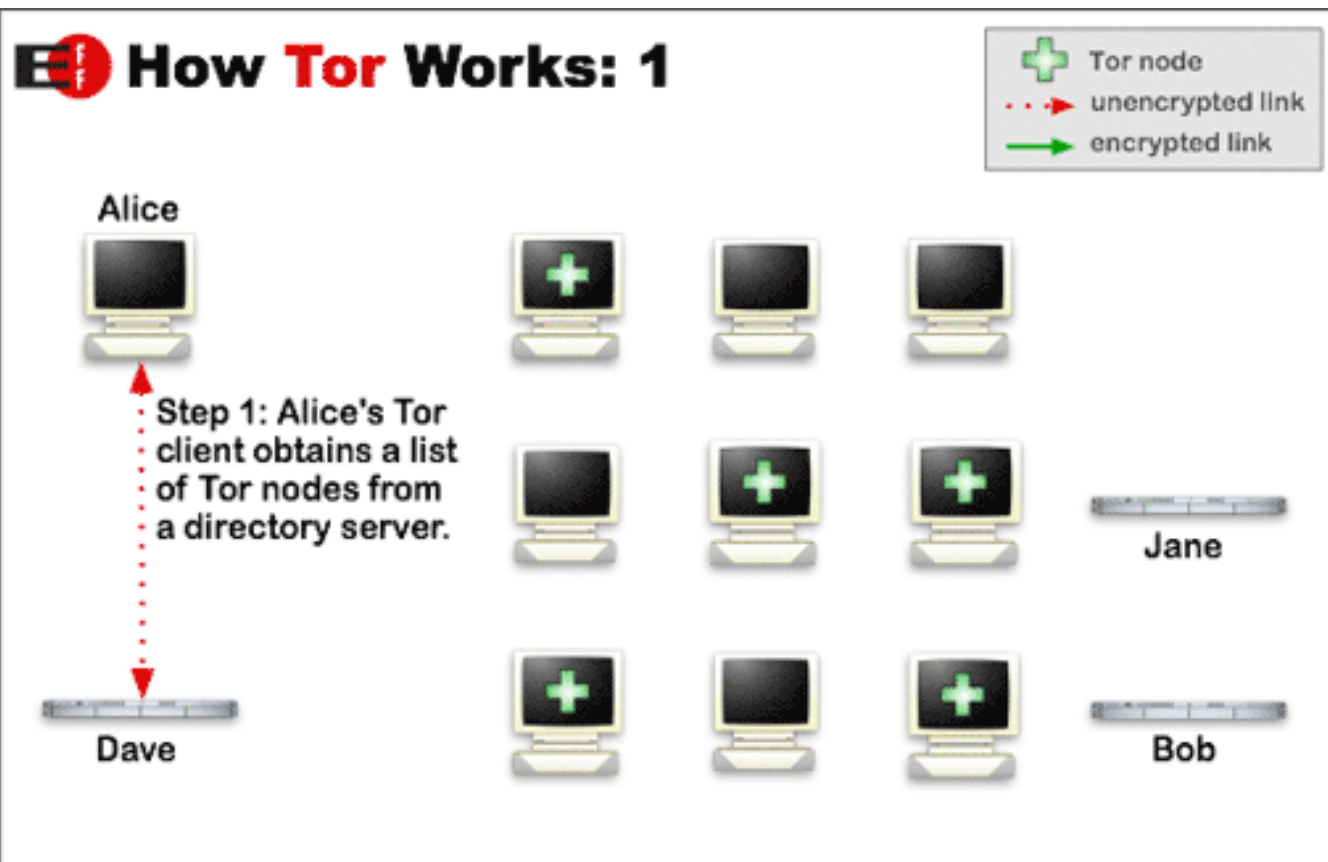 EFF How Tor Works: 1
Tor node
unencrypted link
encrypted link
Alice
Step 1: Alice's Tor
client obtains a list
of Tor nodes from
a directory server.
Jane
Dave
Bob